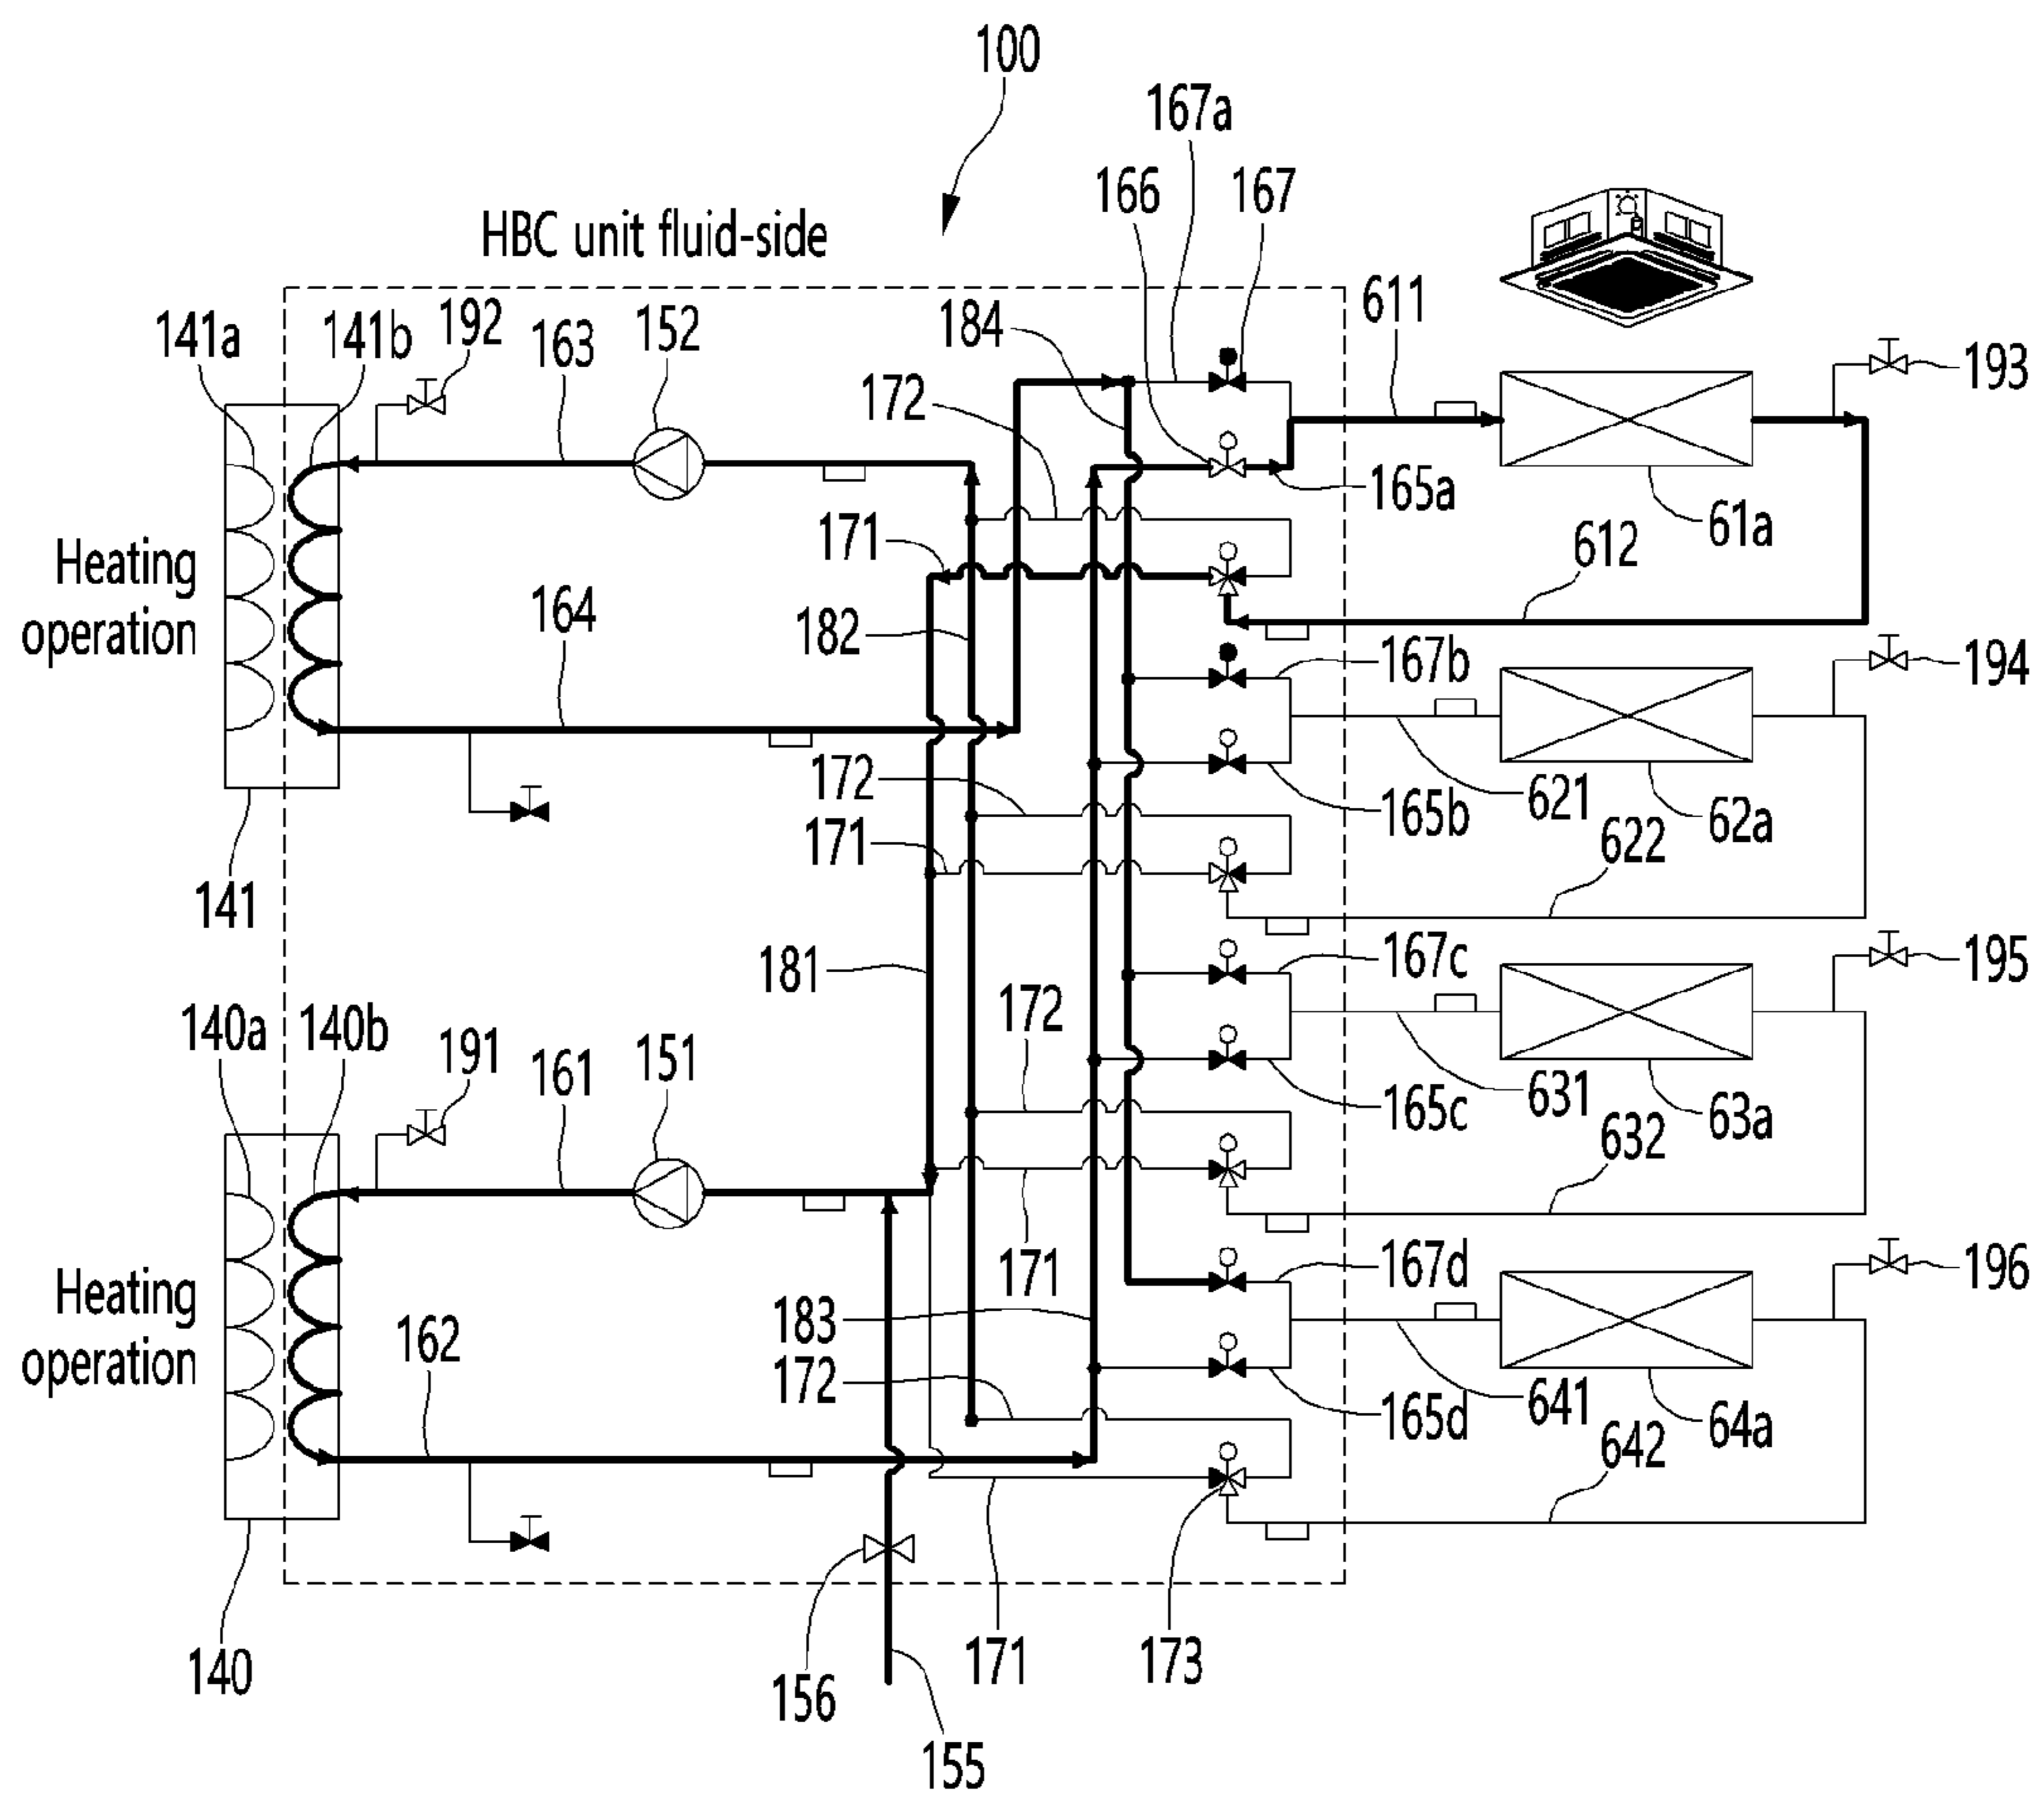 100
167a
166
167
HBC unit fluid-side
611
184
141a
141b
192
163
152
172
193
165a
171
61a
612
Heating
operation
164
182
167b
194
172
165b
621
62a
171
622
141
181
167c
195
140a
140b
191
161
151
172
165c
631
63a
632
171
167d
196
Heating
operation
162
183
172
165d
641
64a
642
140
156
171
173
155